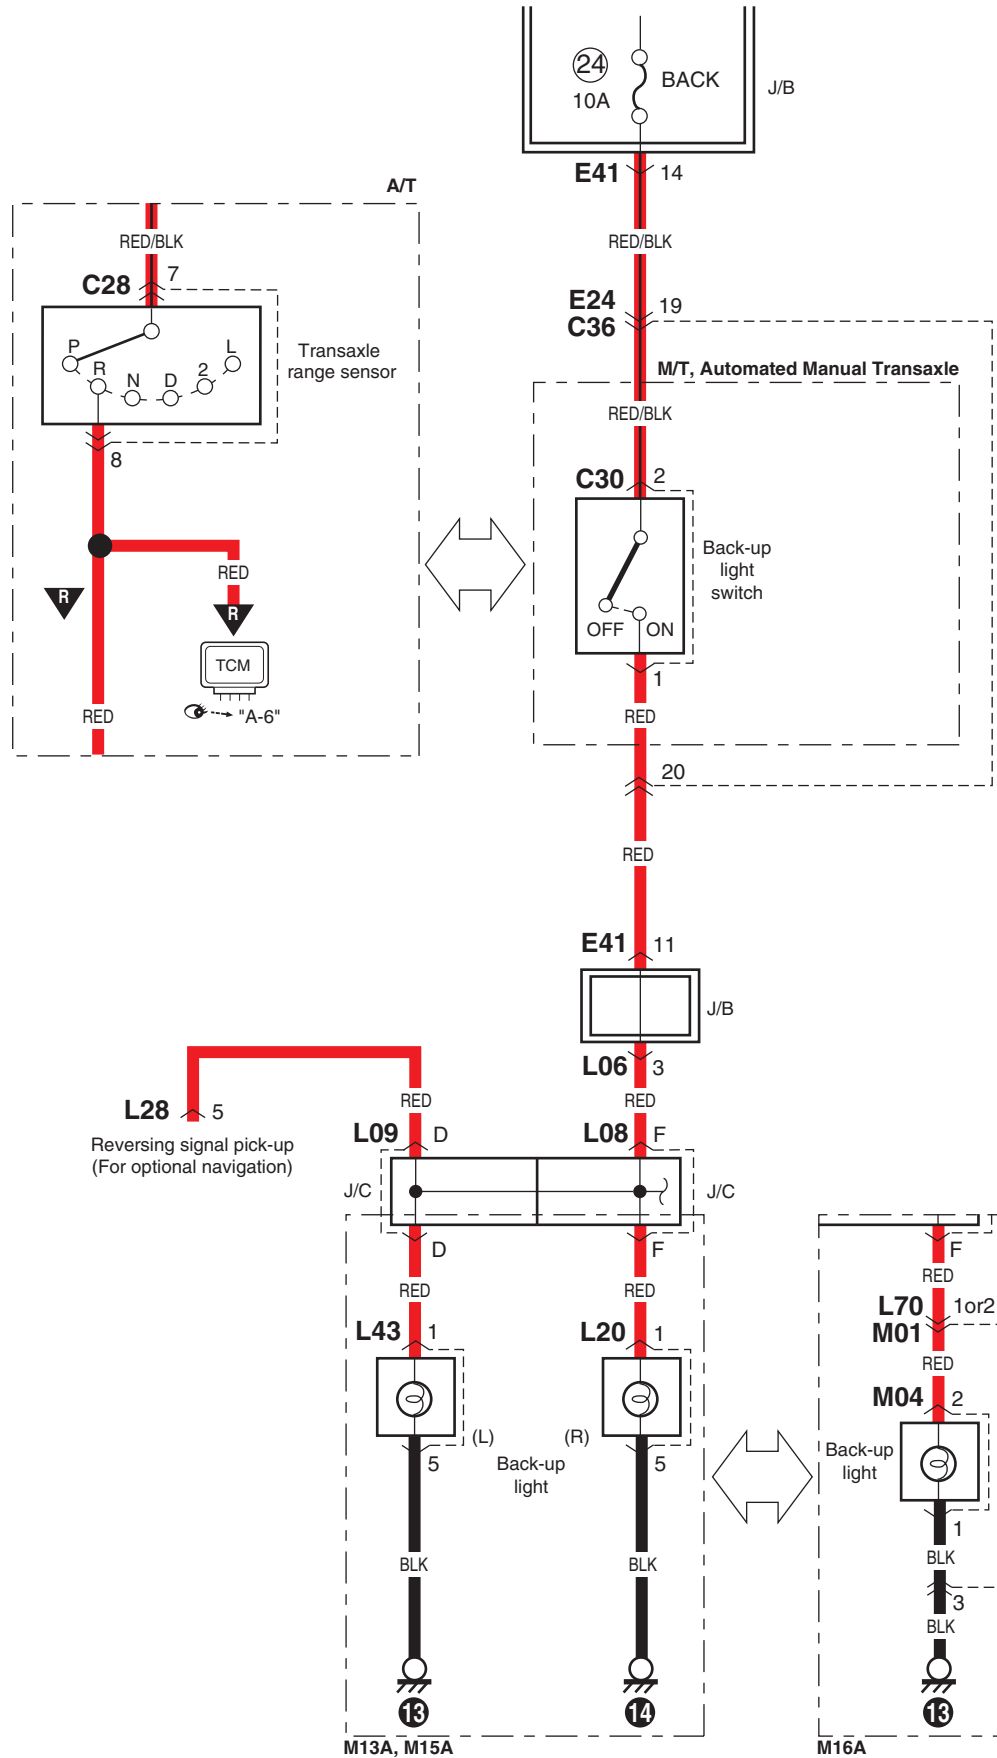 24
10A
BACK
J/B
E41 14
A/T
RED/BLK
RED/BLK
C28 7
E24 19
C36
P
R
N
D
2
L
Transaxle
range sensor
M/T, Automated Manual Transaxle
RED/BLK
8
C30 2
Back-up
light
switch
OFF ON
RED
R
R
TCM
"A-6"
RED
1
RED
20
RED
E41 11
J/B
L06 3
L28 5
Reversing signal pick-up
(For optional navigation)
RED
RED
L09 D
L08 F
J/C
J/C
D
F
F
RED
RED
RED
L70 1or2
M01
L43 1
L20 1
RED
M04 2
(L)
(R)
5
Back-up
light
5
Back-up
light
1
BLK
BLK
BLK
3
BLK
13
14
13
M13A, M15A
M16A